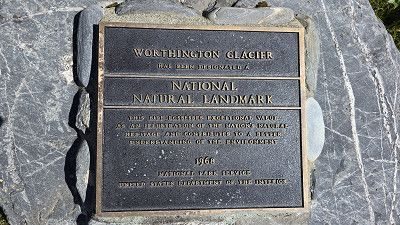 WORTHINGTON GLACIER
HAS BEEN DESIGNATED A
NATIONAL
NATURAL LANDMARK
THIS SITE POSSESSES EXCEPTIONAL VALUE
AS AN ILLUSTRATION OF THE NATION'S NATURAL
HERITAGE AND CONTRIBUTES TO A BETTER
UNDERSTANDING OF THE ENVIRONMENT
1968
NATIONAL PARK SERVICE
UNITED STATES DEPARTMENT OF THE INTERIOR